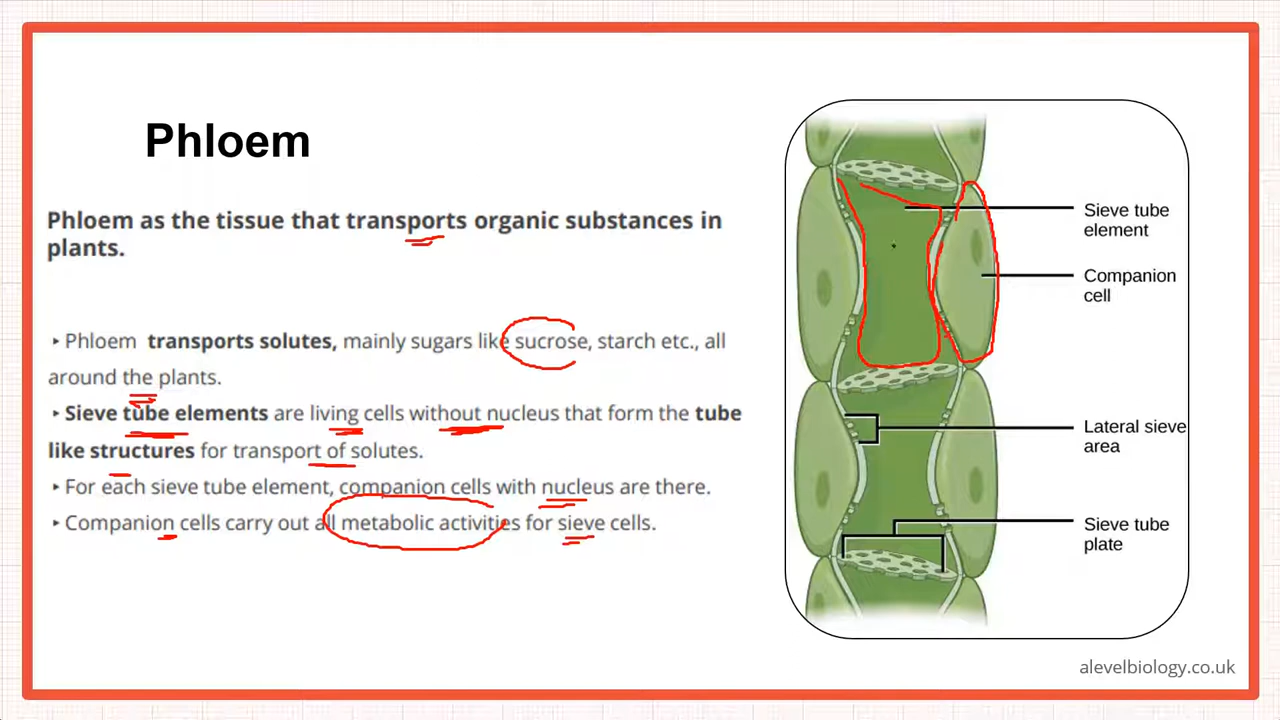 Phloem
Phloem as the tissue that transports organic substances in
plants.
‣ Phloem transports solutes, mainly sugars like sucrose, starch etc., all
around the plants.
‣ Sieve tube elements are living cells without nucleus that form the tube
like structures for transport of solutes.
‣ For each sieve tube element, companion cells with nucleus are there.
‣ Companion cells carry out all metabolic activities for sieve cells.
Sieve tube
element
Companion
cell
Lateral sieve
area
Sieve tube
plate
alevelbiology.co.uk